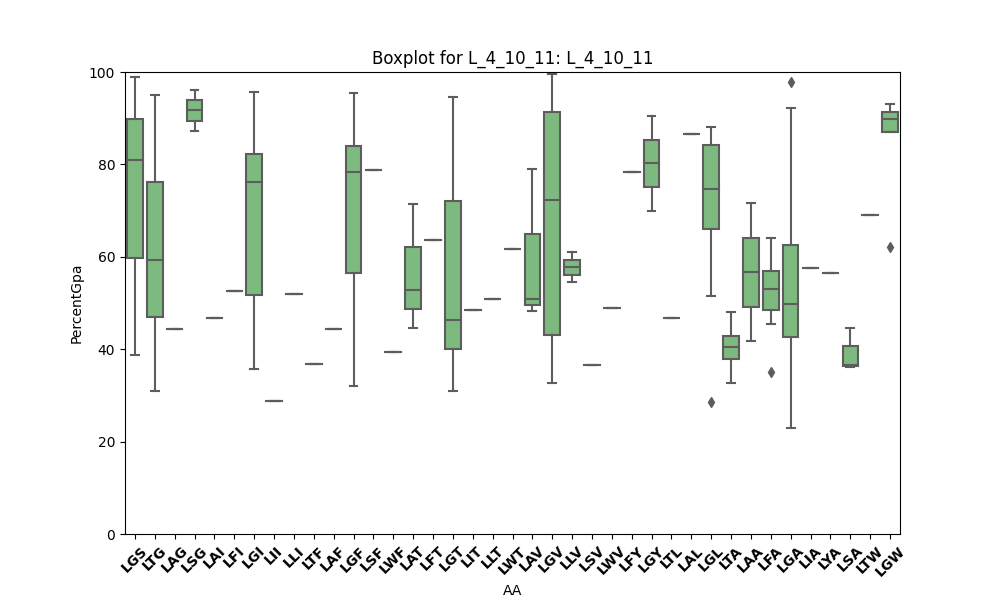 Boxplot for L_4_10_11: L_4_10_11
PercentGpa
100
80
60
40
20
0
LGS LTG LAG LSG LAI LFI LGI LII LLI LTF LAF LGF LSF LWF LAT LFT LGT LIT LLT LWT LAV LGV LLV LSV LWV LFY LGY LTL LAL LGL LTA LAA LFA LGA LIA LYA LSA LTW LGW
AA